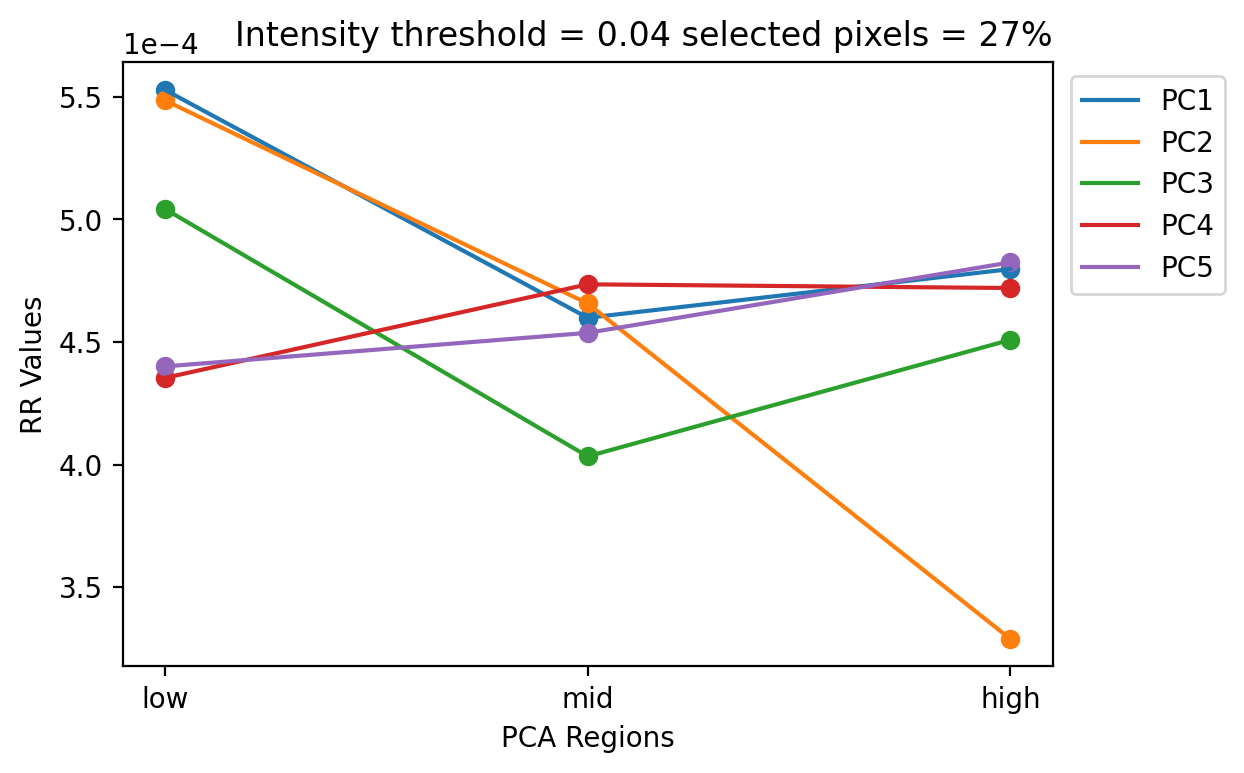 1e−4
Intensity threshold = 0.04 selected pixels = 27%
5.5
5.0
4.5
4.0
3.5
RR Values
low
mid
high
PCA Regions
PC1
PC2
PC3
PC4
PC5